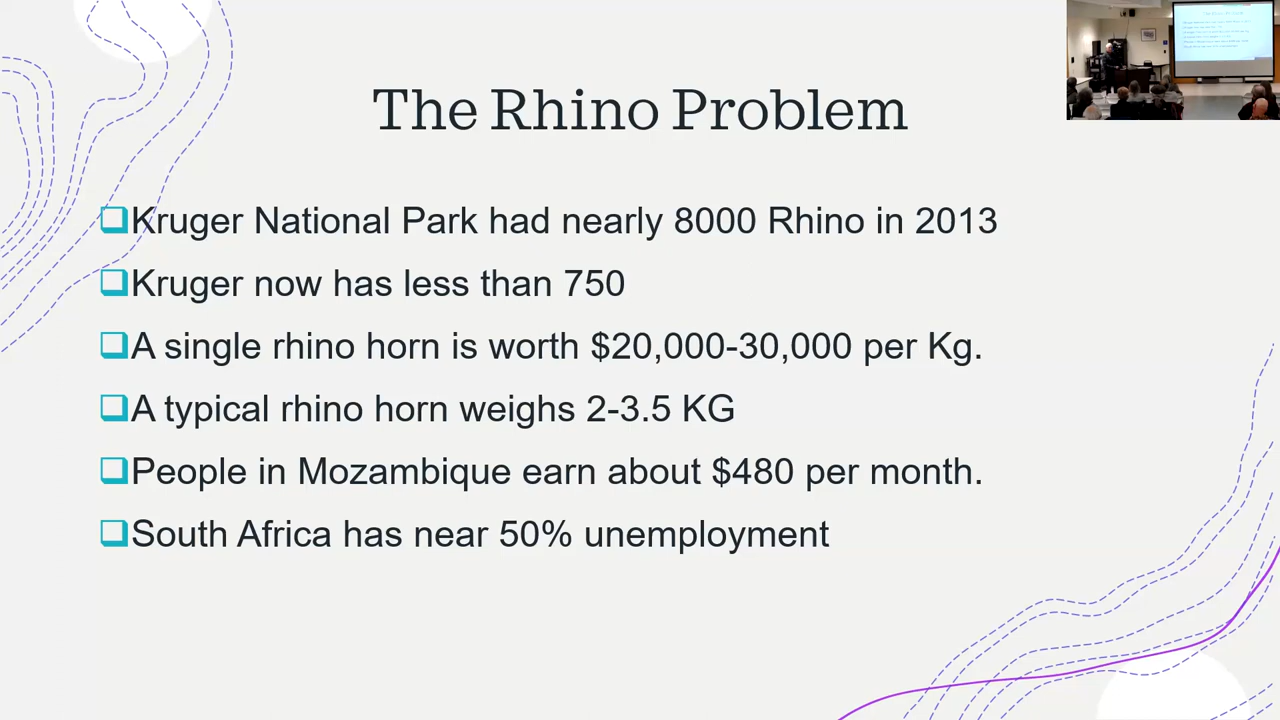 The Rhino Problem
Kruger National Park had nearly 8000 Rhino in 2013
Kruger now has less than 750
A single rhino horn is worth $20,000-30,000 per Kg.
A typical rhino horn weighs 2-3.5 KG
People in Mozambique earn about $480 per month.
South Africa has near 50% unemployment